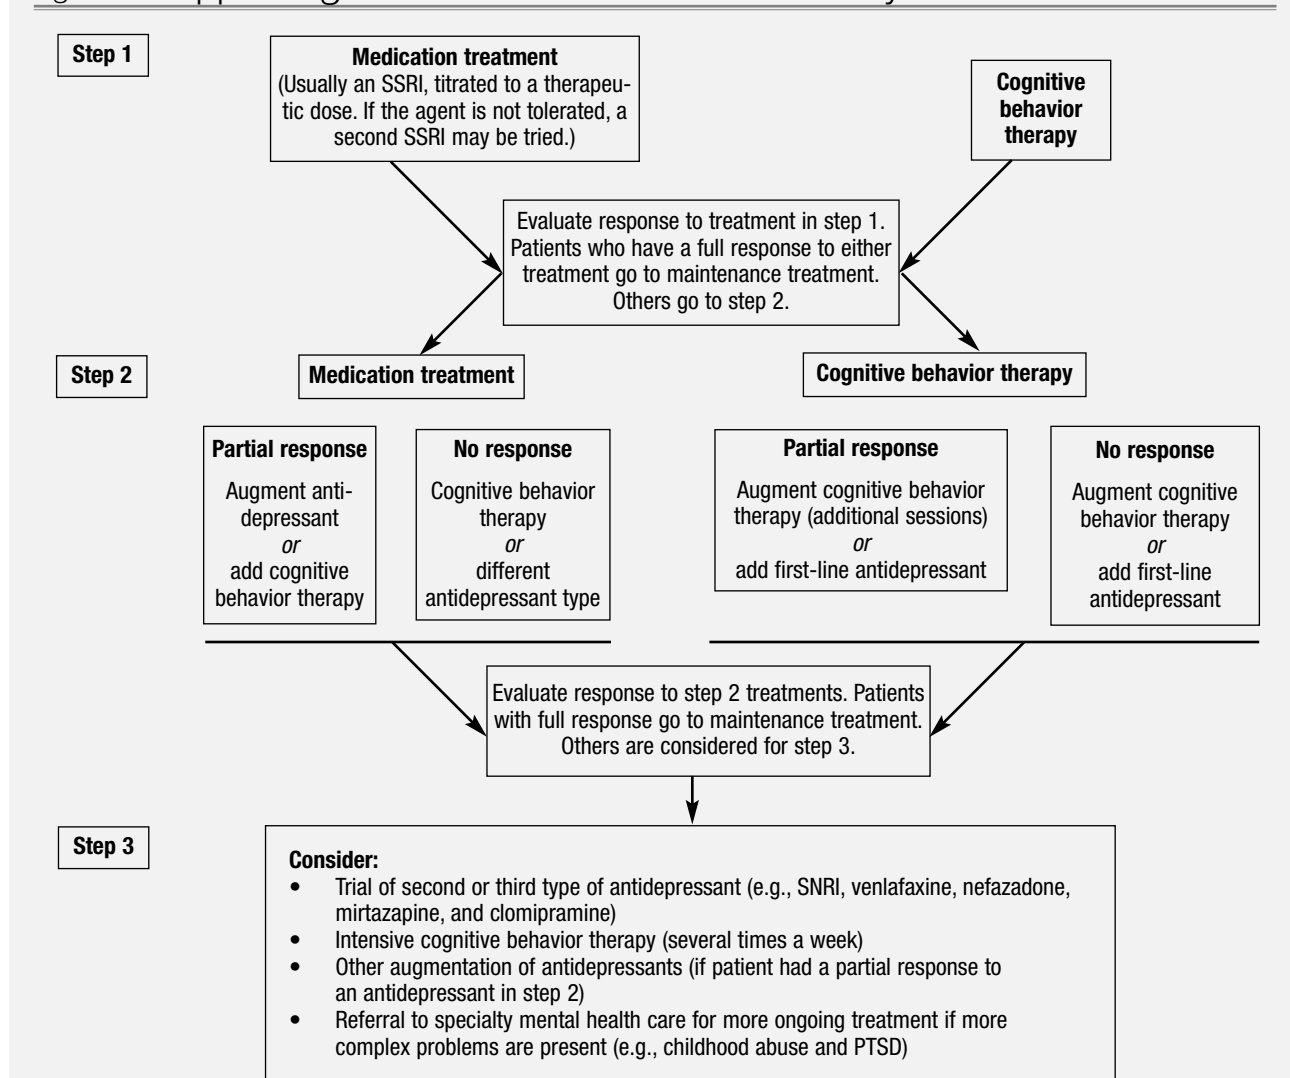 Step 1
Medication treatment
(Usually an SSRI, titrated to a therapeu-
tic dose. If the agent is not tolerated, a
second SSRI may be tried.)
Cognitive
behavior
therapy
Evaluate response to treatment in step 1.
Patients who have a full response to either
treatment go to maintenance treatment.
Others go to step 2.
Step 2
Medication treatment
Cognitive behavior therapy
Partial response
Augment anti-
depressant
or
add cognitive
behavior therapy
No response
Cognitive behavior
therapy
or
different
antidepressant type
Partial response
Augment cognitive behavior
therapy (additional sessions)
or
add first-line antidepressant
No response
Augment cognitive
behavior therapy
or
add first-line
antidepressant
Evaluate response to step 2 treatments. Patients
with full response go to maintenance treatment.
Others are considered for step 3.
Step 3
Consider:
• Trial of second or third type of antidepressant (e.g., SNRI, venlafaxine, nefazadone,
mirtazapine, and clomipramine)
• Intensive cognitive behavior therapy (several times a week)
• Other augmentation of antidepressants (if patient had a partial response to
an antidepressant in step 2)
• Referral to specialty mental health care for more ongoing treatment if more
complex problems are present (e.g., childhood abuse and PTSD)